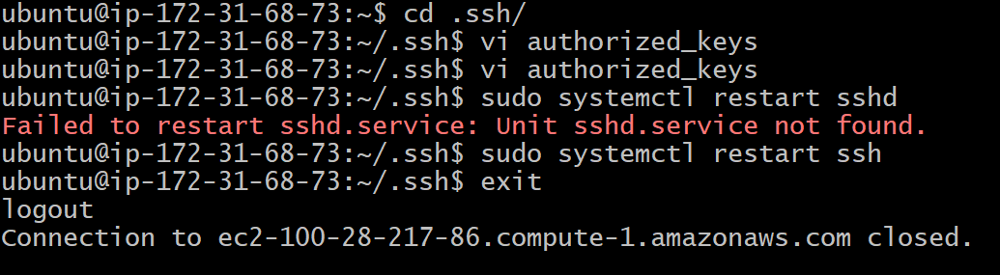 ubuntu@ip-172-31-68-73:~$ cd .ssh/
ubuntu@ip-172-31-68-73:~/.ssh$ vi authorized_keys
ubuntu@ip-172-31-68-73:~/.ssh$ vi authorized_keys
ubuntu@ip-172-31-68-73:~/.ssh$ sudo systemctl restart sshd
Failed to restart sshd.service: Unit sshd.service not found.
ubuntu@ip-172-31-68-73:~/.ssh$ sudo systemctl restart ssh
ubuntu@ip-172-31-68-73:~/.ssh$ exit
logout
Connection to ec2-100-28-217-86.compute-1.amazonaws.com closed.